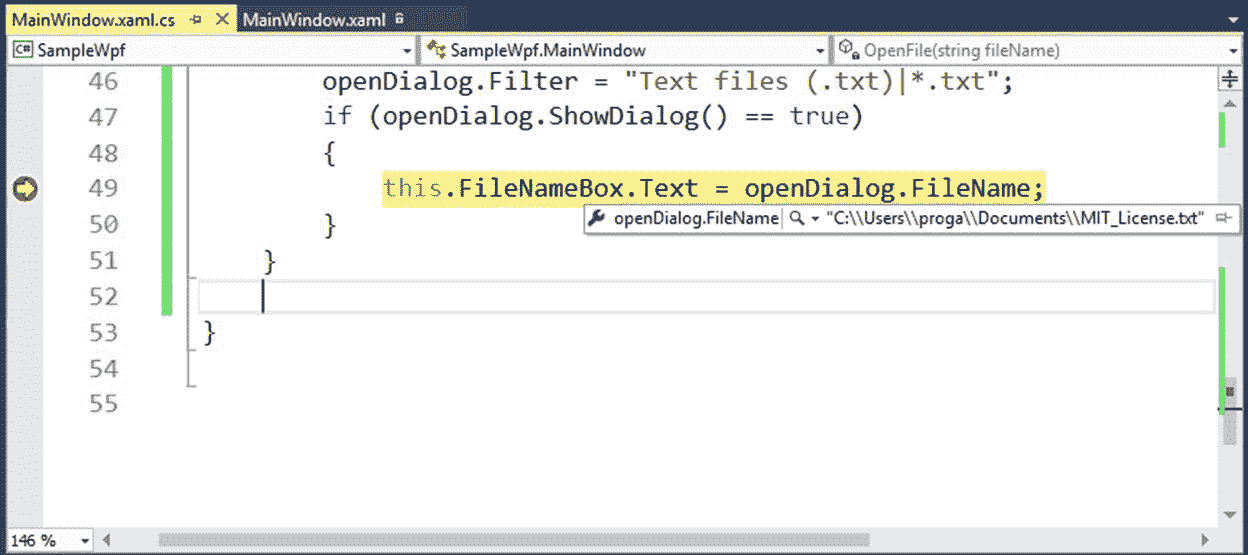 MainWindow.xaml.cs MainWindow.xaml
C# SampleWpf SampleWpf.MainWindow OpenFile(string fileName)
46 openDialog.Filter = "Text files (.txt)|*.txt";
47 if (openDialog.ShowDialog() == true)
48 {
49 this.FileNameBox.Text = openDialog.FileName;
openDialog.FileName "C:\\Users\\proga\\Documents\\MIT_License.txt"
50 }
51 }
52
53 }
54
55
146 %